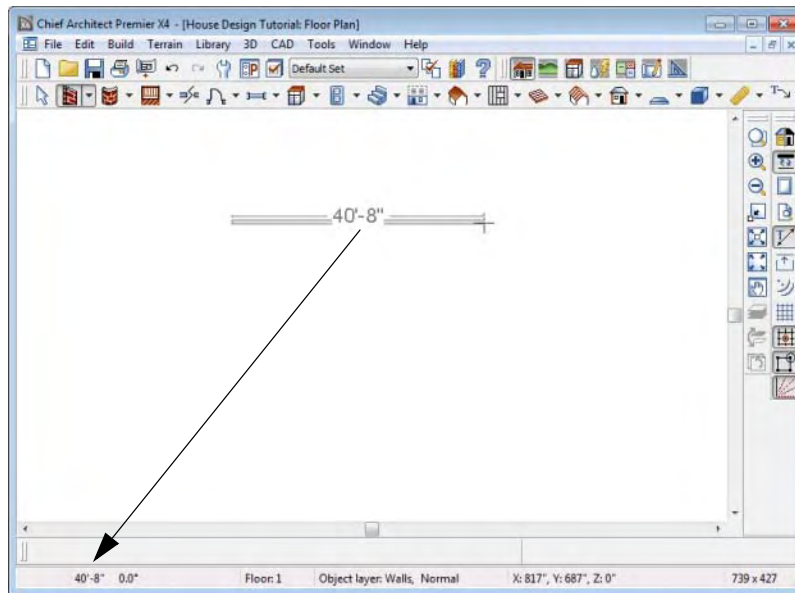 Chief Architect Premier X4 - [House Design Tutorial: Floor Plan]
File Edit Build Terrain Library 3D CAD Tools Window Help
Default Set
40'-8"
40'-8" 0.0° Floor: 1 Object layer: Walls, Normal X: 817", Y: 687", Z: 0" 739 x 427